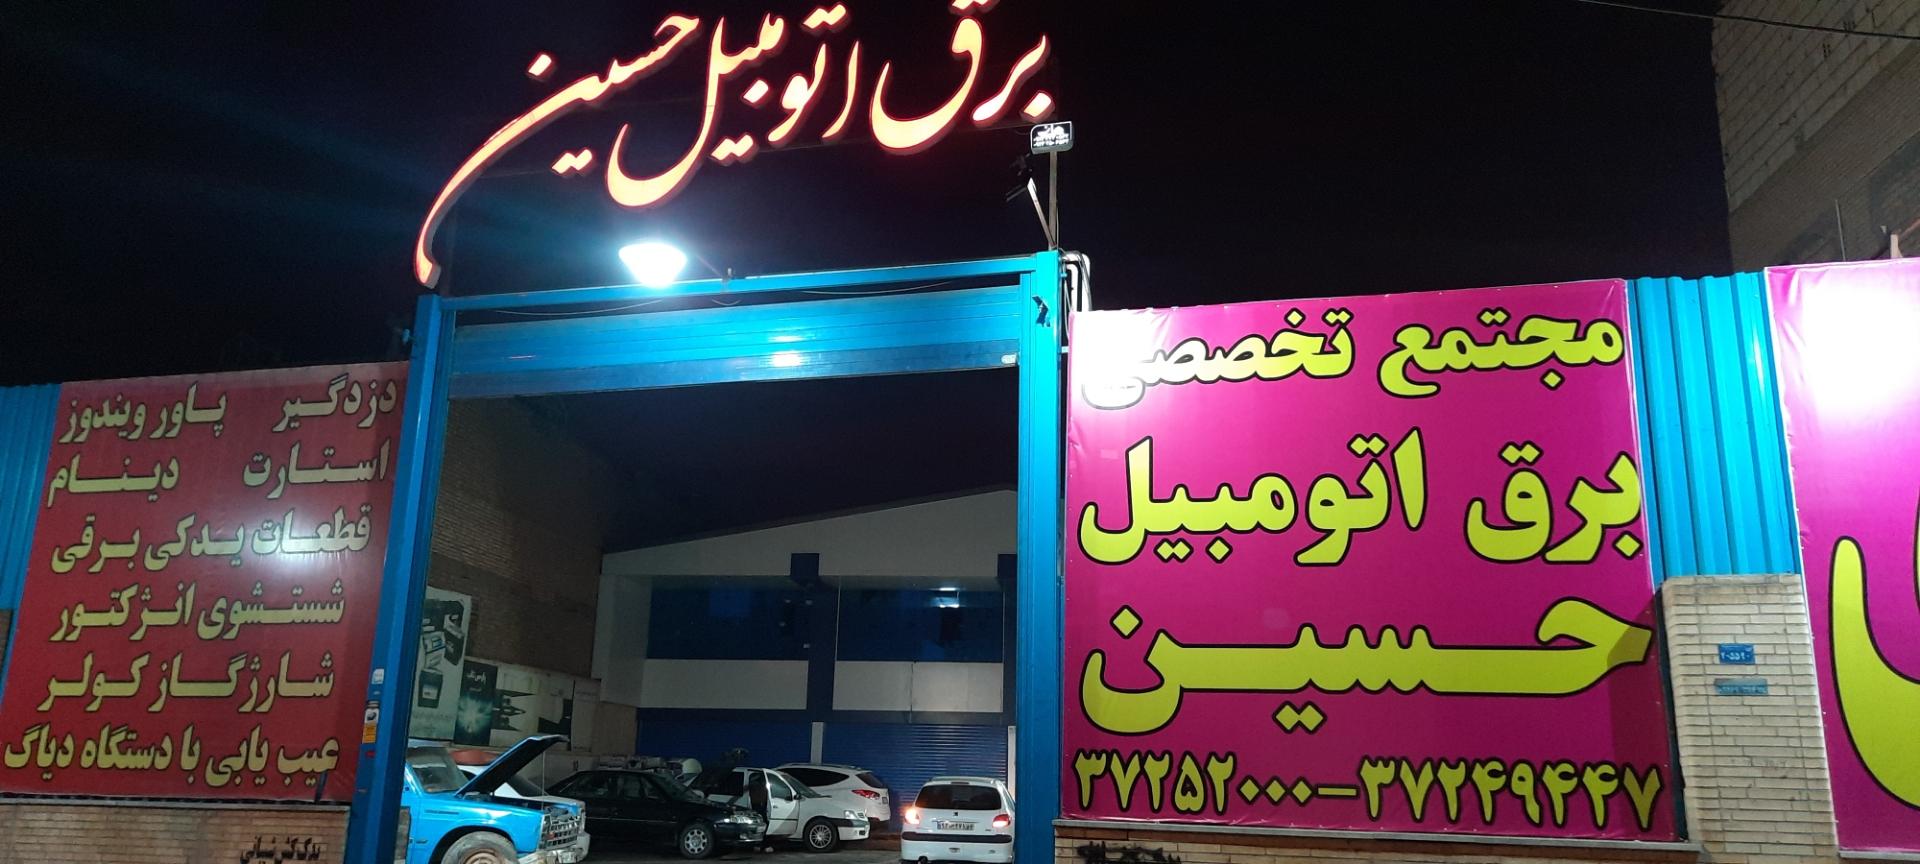 برق اتومبیل حسین
مجتمع تخصصی
برق اتومبیل
حسین
۳۷۲۵۲۰۰۰-۳۷۲۴۹۴۴۷
دزدگیر پاور ویندوز
استارت دینام
قطعات یدکی برقی
شستشوی انژکتور
شارژ گاز کولر
عیب یابی با دستگاه دیاگ